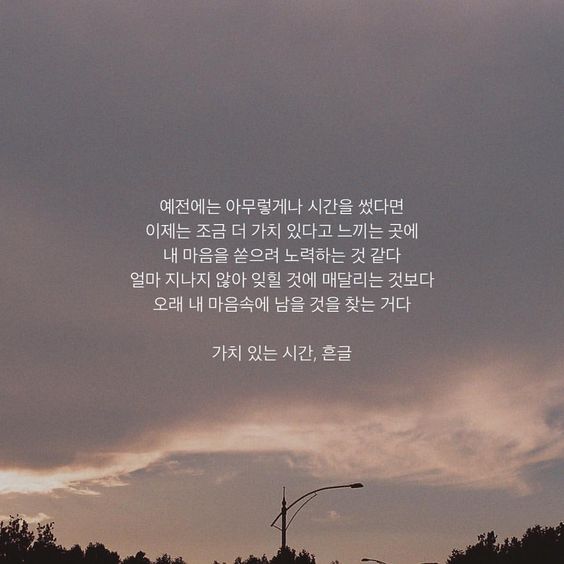 예전에는 아무렇게나 시간을 썼다면
이제는 조금 더 가치 있다고 느끼는 곳에
내 마음을 쏟으려 노력하는 것 같다
얼마 지나지 않아 잊힐 것에 매달리는 것보다
오래 내 마음속에 남을 것을 찾는 거다
가치 있는 시간, 흔글